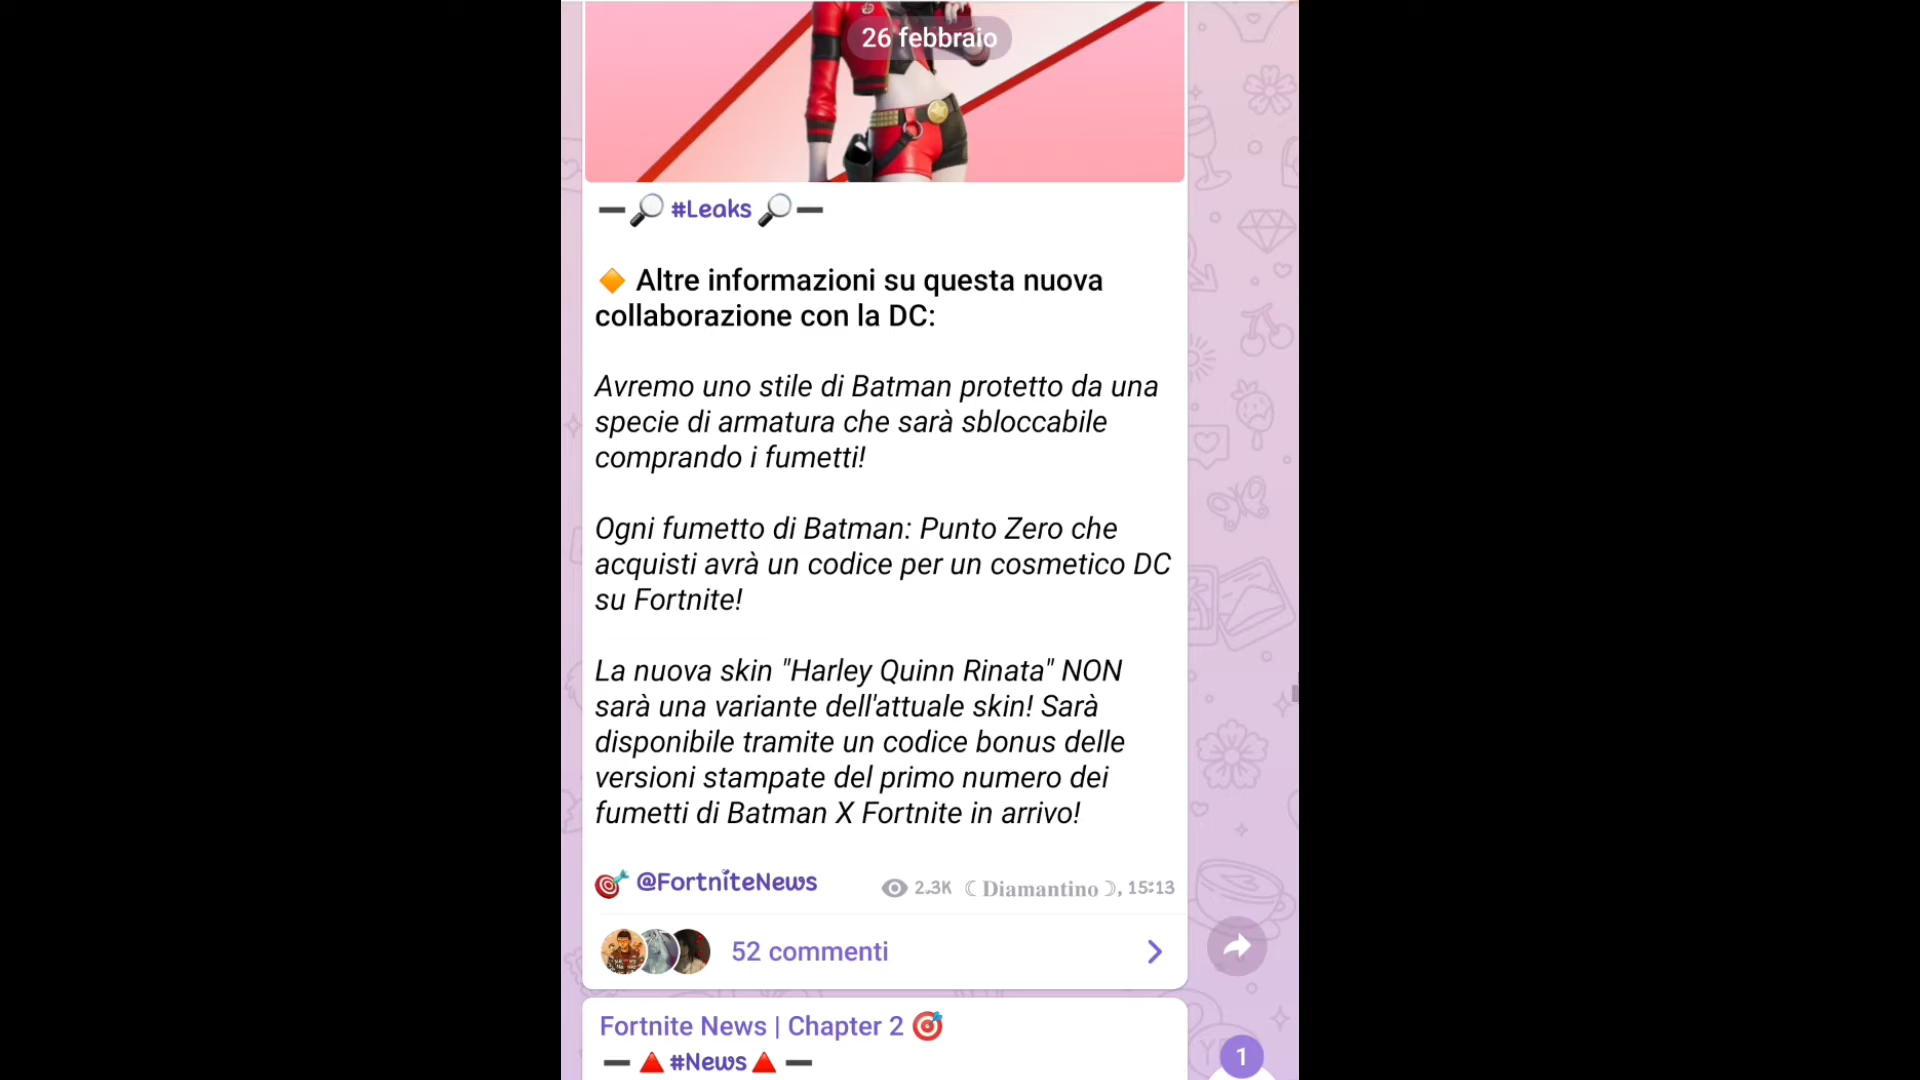 26 febbraio
➖🔎 #Leaks 🔎➖
🔶 Altre informazioni su questa nuova
collaborazione con la DC:
Avremo uno stile di Batman protetto da una
specie di armatura che sarà sbloccabile
comprando i fumetti!
Ogni fumetto di Batman: Punto Zero che
acquisti avrà un codice per un cosmetico DC
su Fortnite!
La nuova skin "Harley Quinn Rinata" NON
sarà una variante dell'attuale skin! Sarà
disponibile tramite un codice bonus delle
versioni stampate del primo numero dei
fumetti di Batman X Fortnite in arrivo!
🎯 @FortniteNews 2.3K ☾Diamantino☽, 15:13
52 commenti
Fortnite News | Chapter 2 🎯
➖🔺#News🔺➖
1